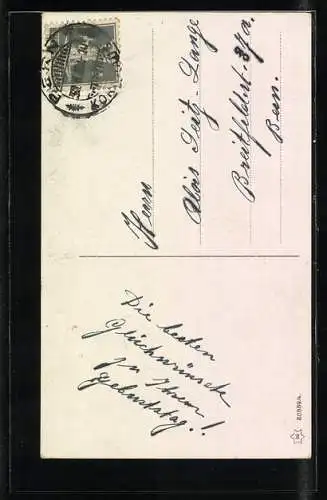 Die besten
Glückwünsche
zu Ihrem
Geburtstag!!
Herrn
Alois Seitz-Lange
Breitfeldstr. 37a.
Bern.